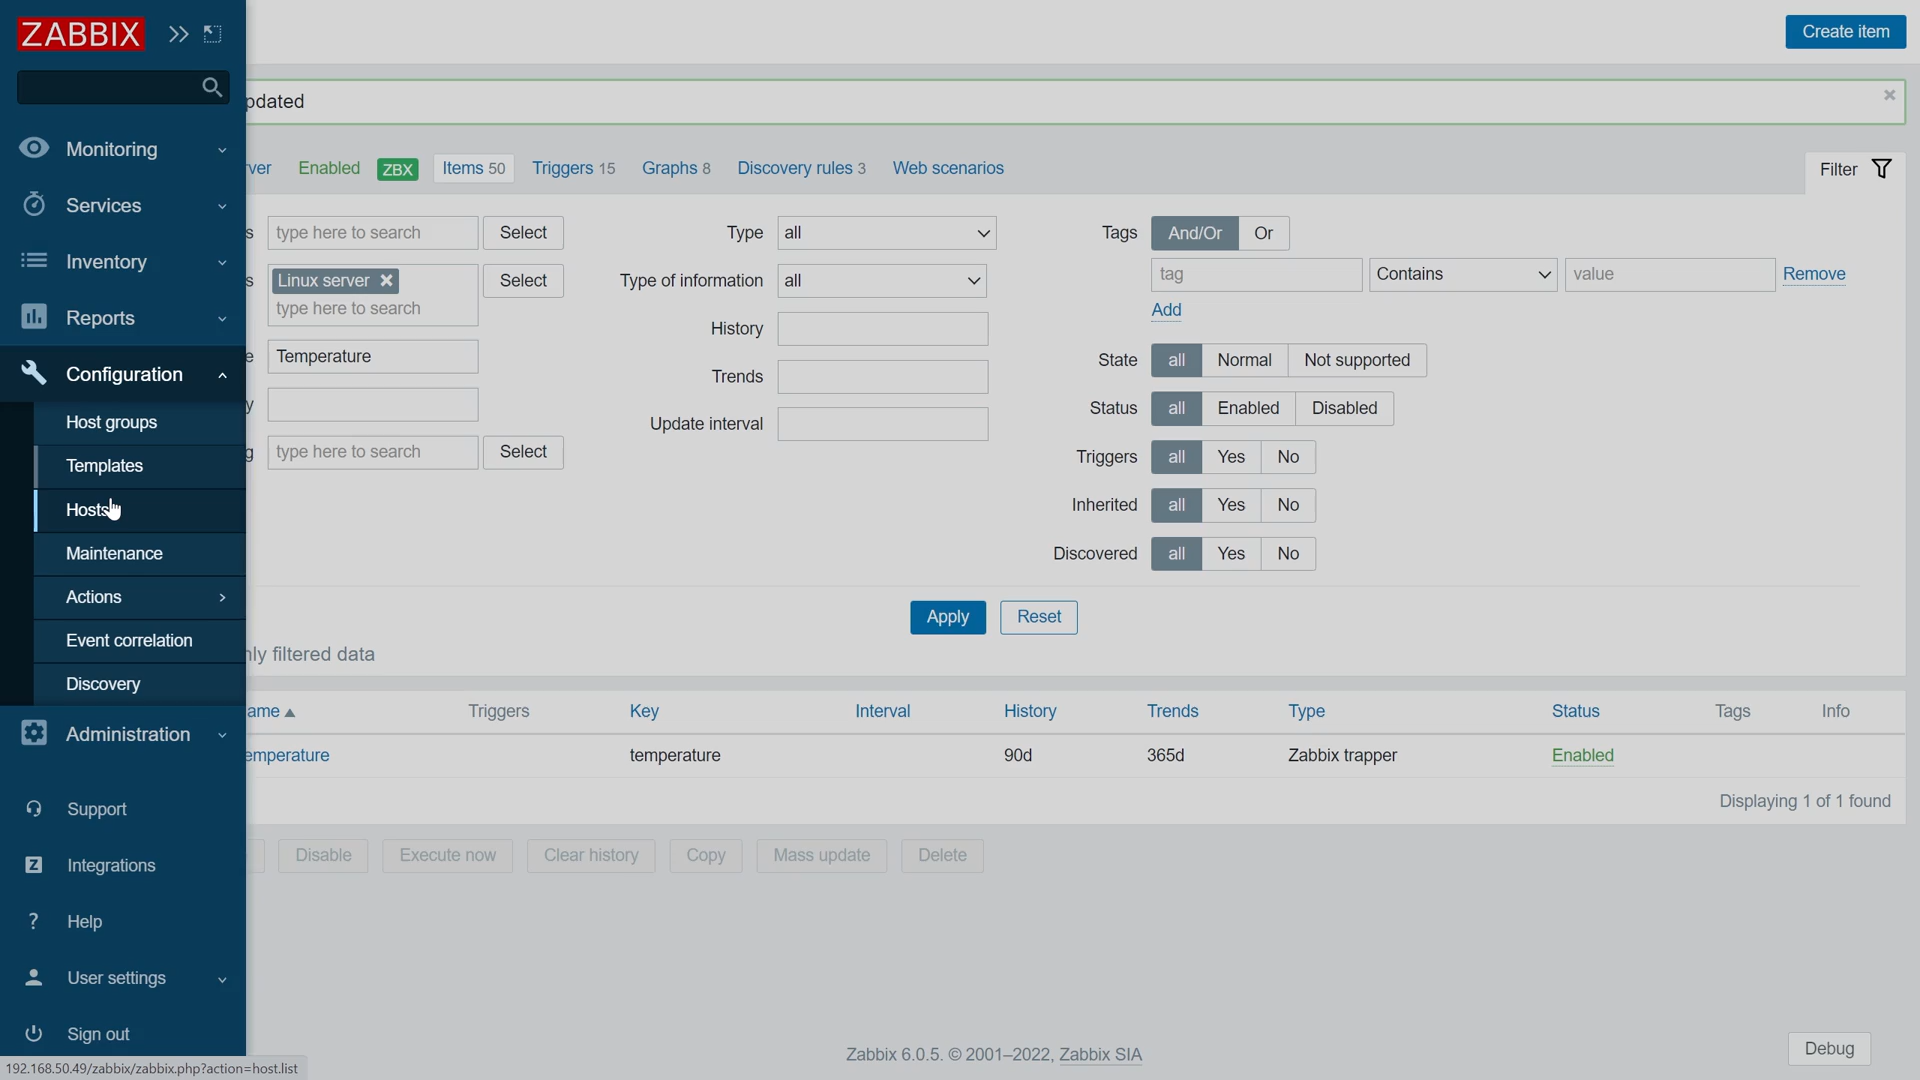 ZABBIX
Monitoring
Services
Inventory
Reports
Configuration
Host groups
Templates
Hosts
Maintenance
Actions
Event correlation
Discovery
Administration
Support
Integrations
Z
Help
?
User settings
Sign out
192.168.50.49/zabbix/zabbix.php?action=host.list
Create item
pdated
ver Enabled ZBX Items 50 Triggers 15 Graphs 8 Discovery rules 3 Web scenarios
Filter
s type here to search Select
s Linux server
type here to search
Select
e Temperature
y
g type here to search Select
Type all
Type of information all
History
Trends
Update interval
Tags And/Or Or
tag Contains value Remove
Add
State all Normal Not supported
Status all Enabled Disabled
Triggers all Yes No
Inherited all Yes No
Discovered all Yes No
Apply Reset
nly filtered data
ame Triggers Key Interval History Trends Type Status Tags Info
emperature temperature 90d 365d Zabbix trapper Enabled
Displaying 1 of 1 found
Disable Execute now Clear history Copy Mass update Delete
Zabbix 6.0.5. © 2001–2022, Zabbix SIA
Debug